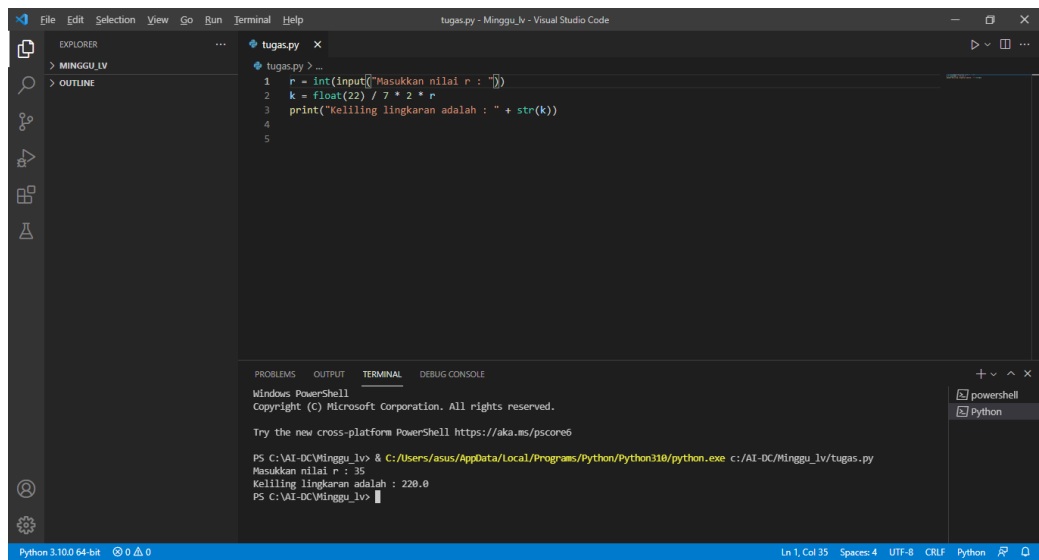 File Edit Selection View Go Run Terminal Help tugas.py - Minggu_lv - Visual Studio Code
EXPLORER
MINGGU_LV
OUTLINE
tugas.py
tugas.py > ...
1 r = int(input("Masukkan nilai r : "))
2 k = float(22) / 7 * 2 * r
3 print("Keliling lingkaran adalah : " + str(k))
4
5
PROBLEMS OUTPUT TERMINAL DEBUG CONSOLE
Windows PowerShell
Copyright (C) Microsoft Corporation. All rights reserved.
Try the new cross-platform PowerShell https://aka.ms/pscore6
PS C:\AI-DC\Minggu_lv> & C:/Users/asus/AppData/Local/Programs/Python/Python310/python.exe c:/AI-DC/Minggu_lv/tugas.py
Masukkan nilai r : 35
Keliling lingkaran adalah : 220.0
PS C:\AI-DC\Minggu_lv>
powershell
Python
Python 3.10.0 64-bit 0 0 Ln 1, Col 35 Spaces: 4 UTF-8 CRLF Python